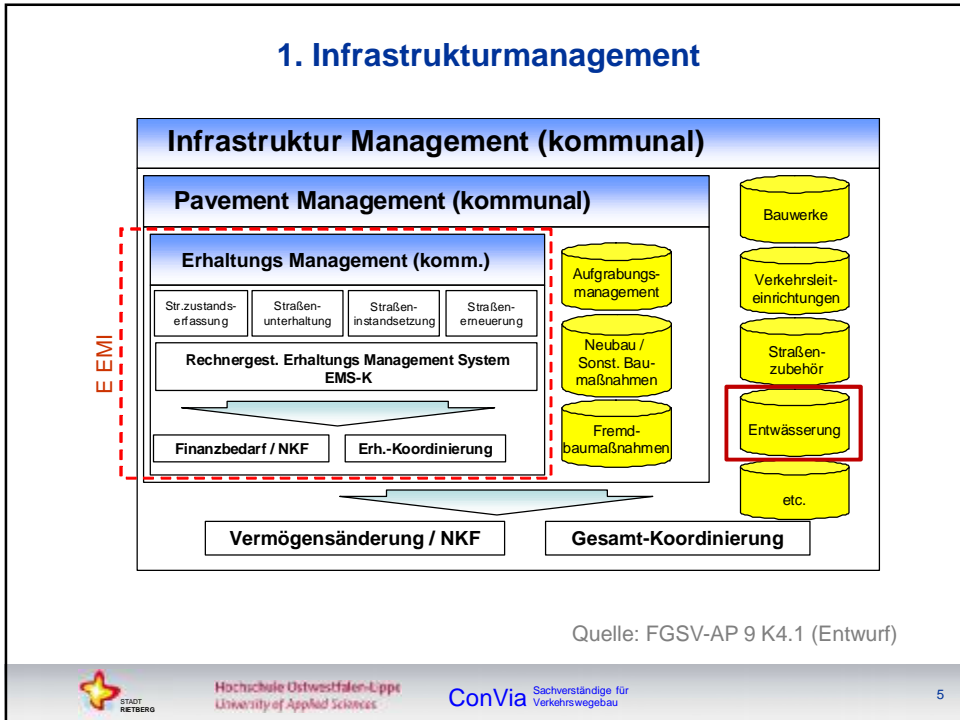 1. Infrastrukturmanagement
Infrastruktur Management (kommunal)
Pavement Management (kommunal)
Erhaltungs Management (komm.)
Str.zustands-
erfassung
Straßen-
unterhaltung
Straßen-
instandsetzung
Straßen-
erneuerung
Rechnergest. Erhaltungs Management System
EMS-K
Finanzbedarf / NKF
Erh.-Koordinierung
E EMI
Aufgrabungs-
management
Neubau /
Sonst. Bau-
maßnahmen
Fremd-
baumaßnahmen
Bauwerke
Verkehrsleit-
einrichtungen
Straßen-
zubehör
Entwässerung
etc.
Vermögensänderung / NKF
Gesamt-Koordinierung
Quelle: FGSV-AP 9 K4.1 (Entwurf)
STADT
RIETBERG
Hochschule Ostwestfalen-Lippe
University of Applied Sciences
ConVia Sachverständige für
Verkehrswegebau
5